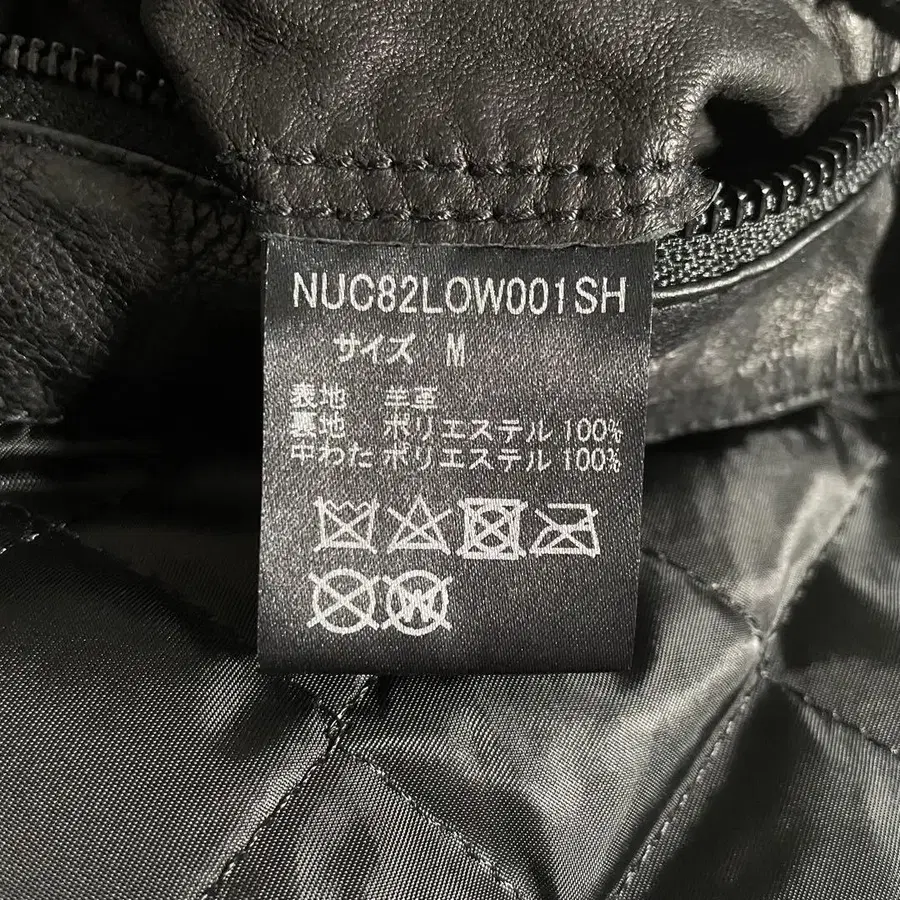 NUC82LOW001SH
サイズ M
表地 羊革
裏地 ポリエステル 100%
中わた ポリエステル 100%
W